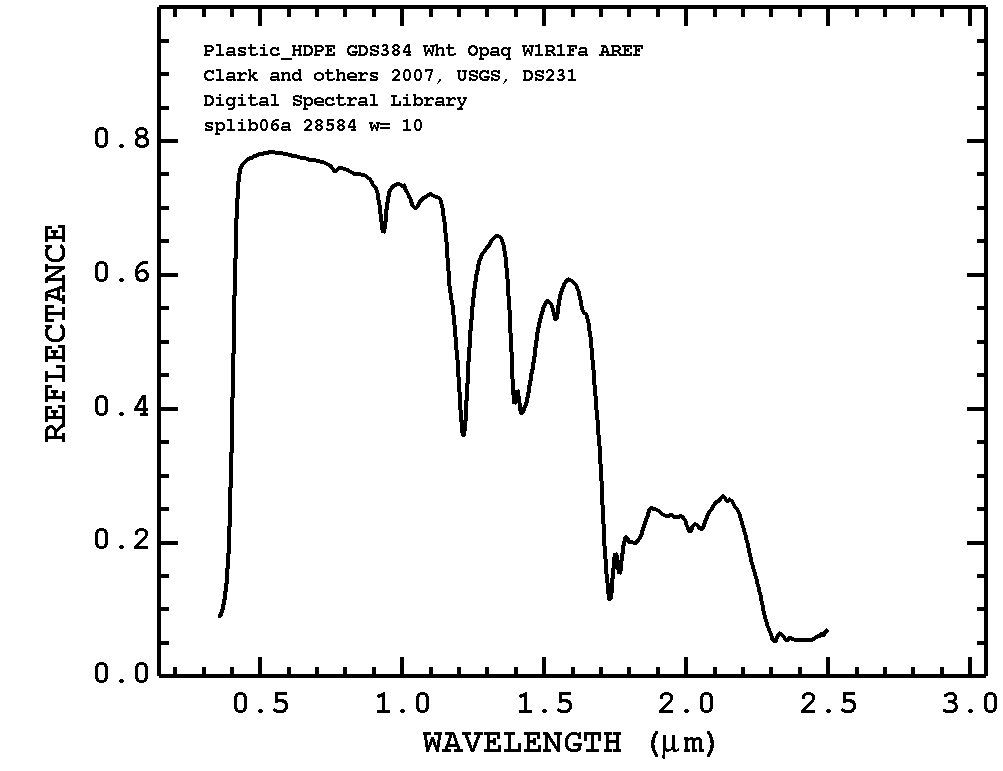 Plastic_HDPE GDS384 Wht Opaq W1R1Fa AREF
Clark and others 2007, USGS, DS231
Digital Spectral Library
splib06a 28584 w= 10
REFLECTANCE
0.8
0.6
0.4
0.2
0.0
0.5 1.0 1.5 2.0 2.5 3.0
WAVELENGTH (μm)